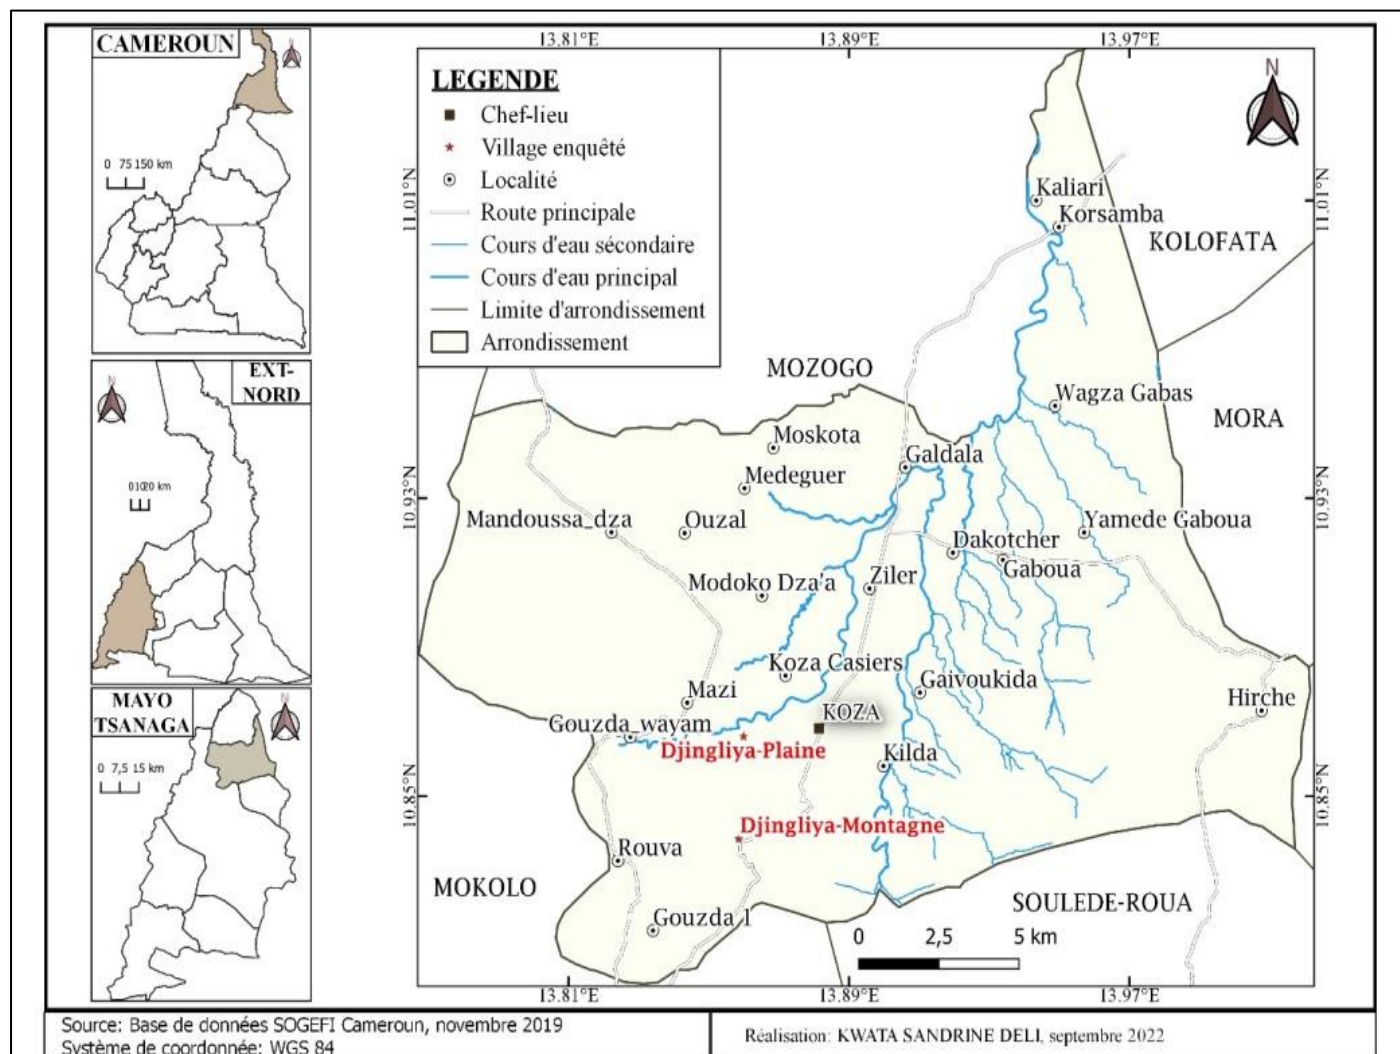 CAMEROUN
N
0 75 150 km
EXT-
NORD
N
0 10 20 km
MAYO
TSANAGA
N
0 7,5 15 km
13.81°E 13.89°E 13.97°E
LEGENDE
Chef-lieu
Village enquêté
Localité
Route principale
Cours d'eau sécondaire
Cours d'eau principal
Limite d'arrondissement
Arrondissement
N
11.01°N
11.01°N
Kaliari
Korsamba
KOLOFATA
MOZOGO
Wagza Gabas
MORA
Moskota
Galdala
Medeguer
10.93°N
10.93°N
Mandoussa_dza
Ouzal
Yamede Gaboua
Dakotcher
Gaboua
Modoko Dza'a
Ziler
Koza Casiers
Gaivoukida
Mazi
Hirche
KOZA
Gouzda_wayam
Djingliya-Plaine
Kilda
10.85°N
10.85°N
Djingliya-Montagne
Rouva
MOKOLO
SOULEDE-ROUA
Gouzda 1
0 2,5 5 km
13.81°E 13.89°E 13.97°E
Source: Base de données SOGEFI Cameroun, novembre 2019
Système de coordonnée: WGS 84
Réalisation: KWATA SANDRINE DELI, septembre 2022